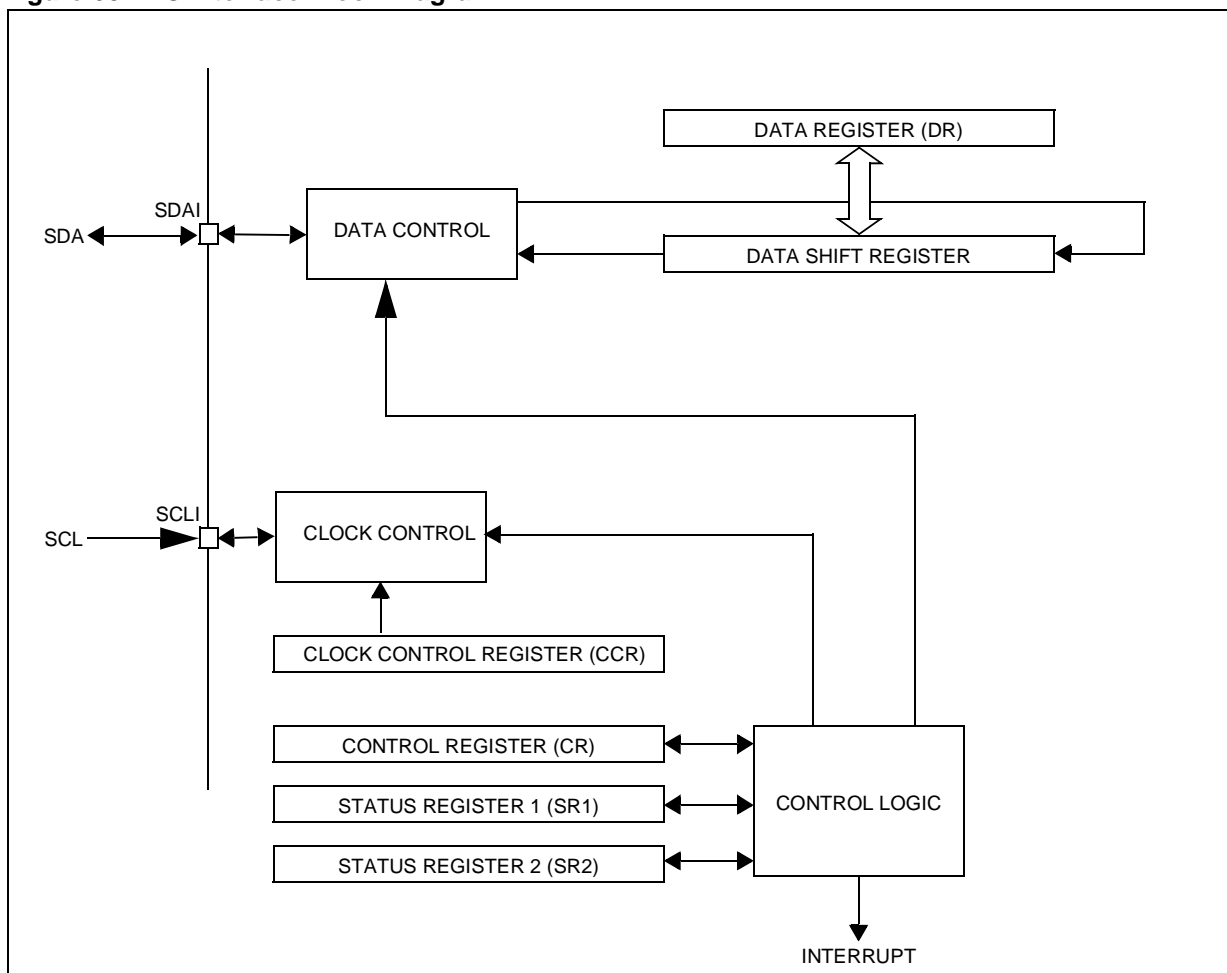 DATA REGISTER (DR)
SDAI
SDA
DATA CONTROL
DATA SHIFT REGISTER
SCLI
SCL
CLOCK CONTROL
CLOCK CONTROL REGISTER (CCR)
CONTROL REGISTER (CR)
STATUS REGISTER 1 (SR1)
CONTROL LOGIC
STATUS REGISTER 2 (SR2)
INTERRUPT